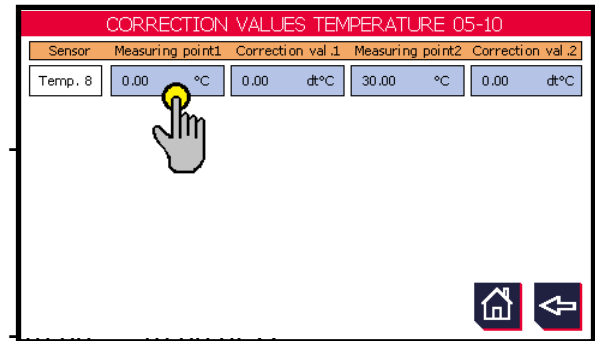 CORRECTION VALUES TEMPERATURE 05-10
Sensor Measuring point1 Correction val.1 Measuring point2 Correction val.2
Temp. 8 0.00 °C 0.00 dt°C 30.00 °C 0.00 dt°C